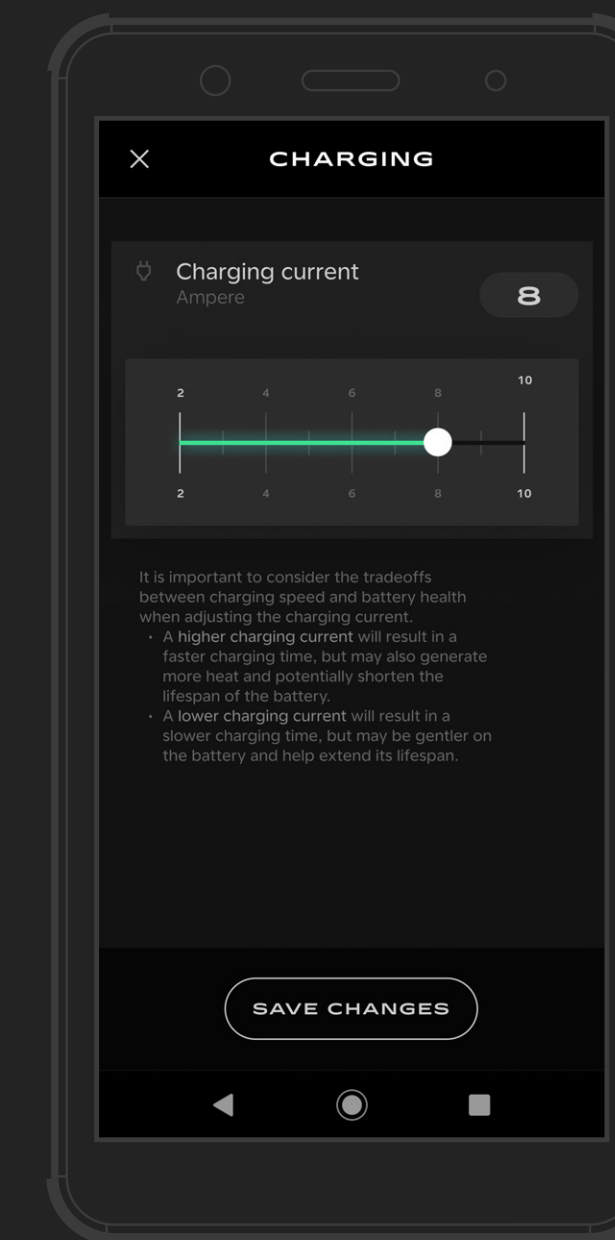 CHARGING
Charging current
Ampere
8
10
2 4 6 8
2 4 6 8 10
It is important to consider the tradeoffs
between charging speed and battery health
when adjusting the charging current.
· A higher charging current will result in a
faster charging time, but may also generate
more heat and potentially shorten the
lifespan of the battery.
· A lower charging current will result in a
slower charging time, but may be gentler on
the battery and help extend its lifespan.
SAVE CHANGES